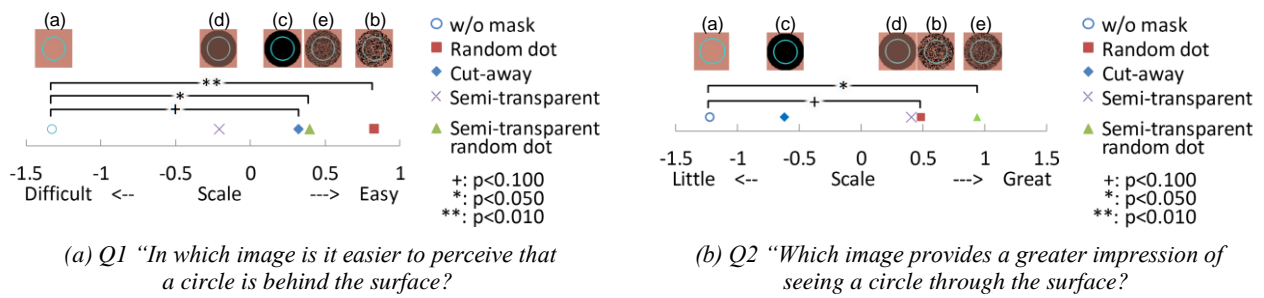 (a) (d) (c) (e) (b)
w/o mask
Random dot
Cut-away
Semi-transparent
Semi-transparent
random dot
**
*
+
-1.5 -1 -0.5 0 0.5 1
Difficult <-- Scale ---> Easy
+: p<0.100
*: p<0.050
**: p<0.010
(a) Q1 “In which image is it easier to perceive that
a circle is behind the surface?
(a) (c) (d) (b) (e)
w/o mask
Random dot
Cut-away
Semi-transparent
Semi-transparent
random dot
*
+
-1.5 -1 -0.5 0 0.5 1 1.5
Little <-- Scale ---> Great
+: p<0.100
*: p<0.050
**: p<0.010
(b) Q2 “Which image provides a greater impression of
seeing a circle through the surface?